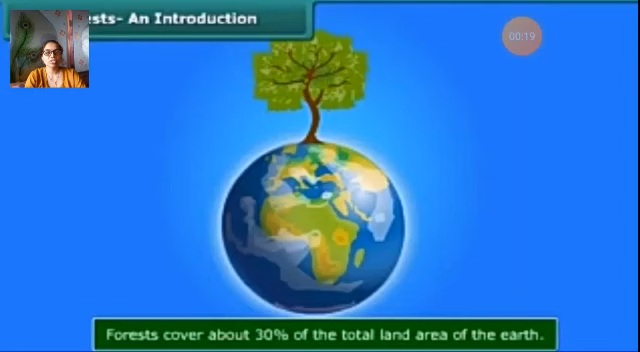 ests- An Introduction
00:19
Forests cover about 30% of the total land area of the earth.